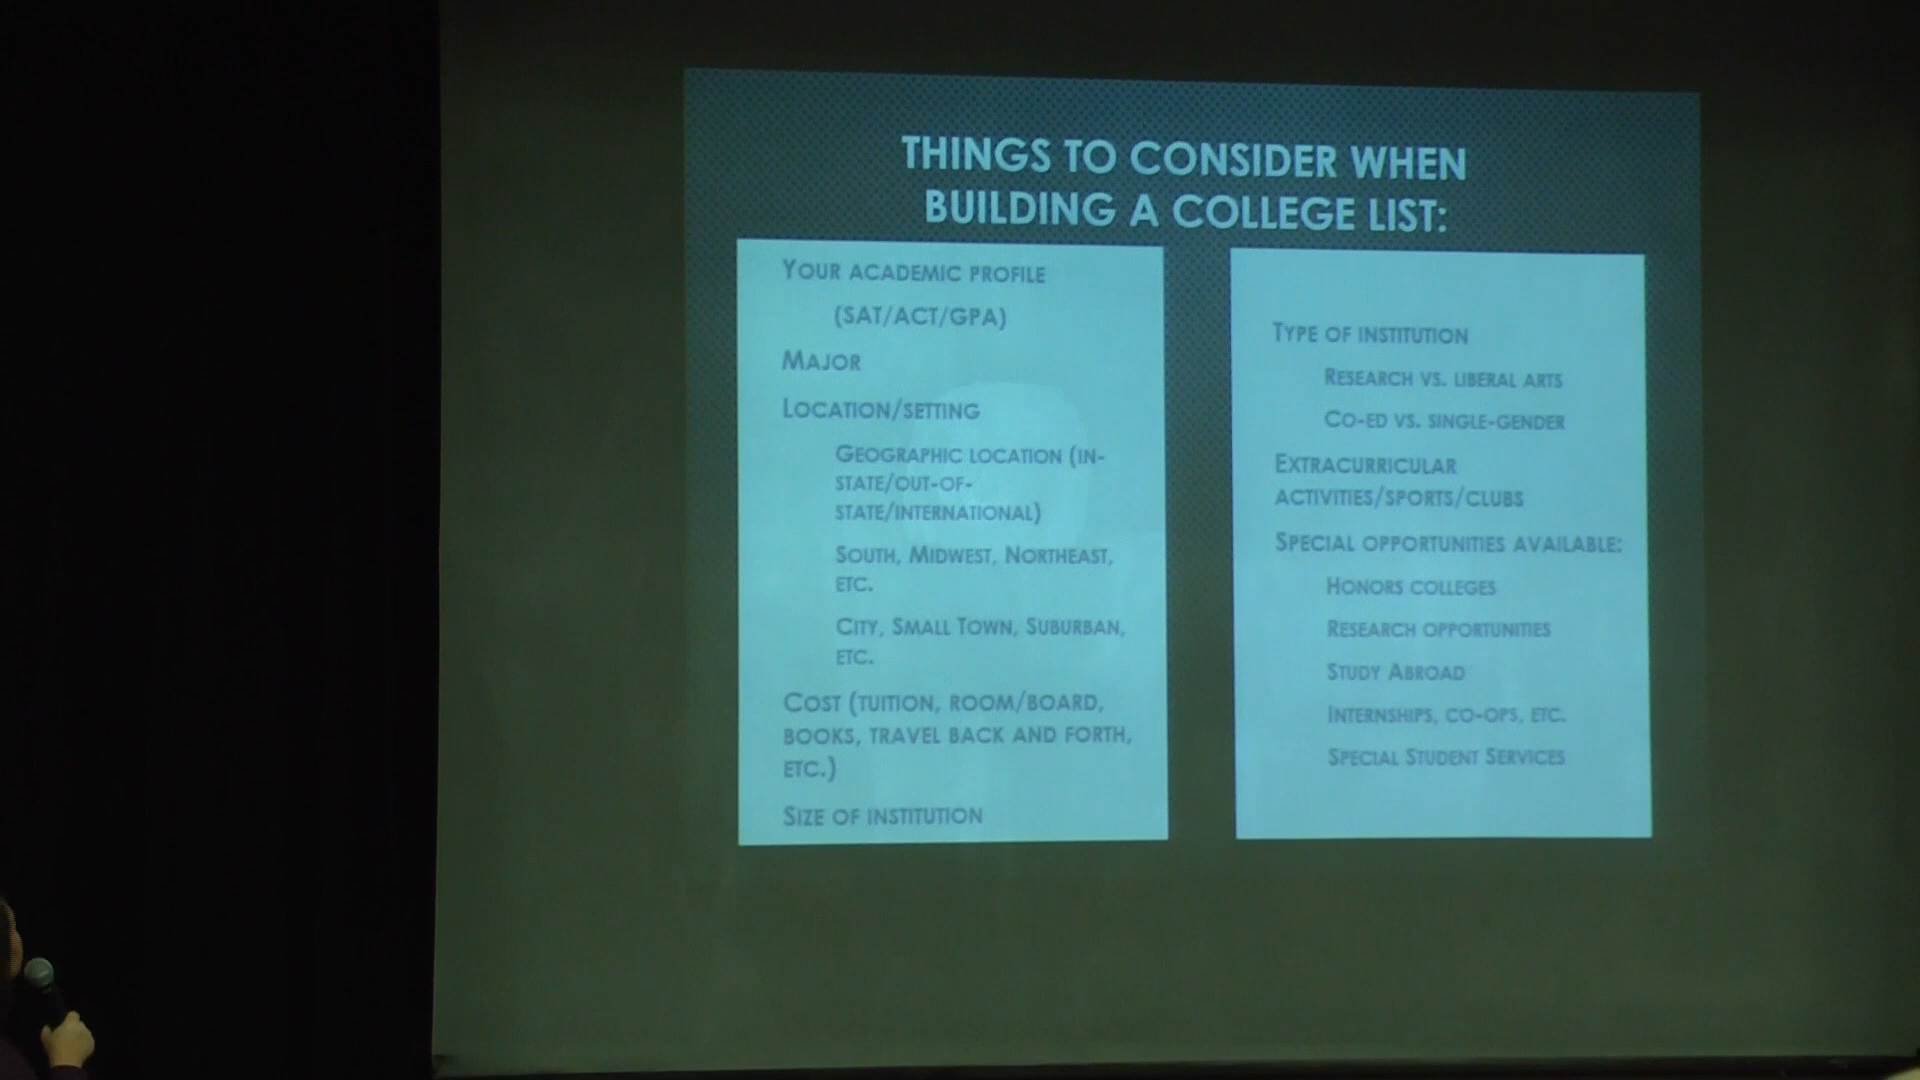 THINGS TO CONSIDER WHEN
BUILDING A COLLEGE LIST:
YOUR ACADEMIC PROFILE
(SAT/ACT/GPA)
MAJOR
LOCATION/SETTING
GEOGRAPHIC LOCATION (IN-
STATE/OUT-OF-
STATE/INTERNATIONAL)
SOUTH, MIDWEST, NORTHEAST,
ETC.
CITY, SMALL TOWN, SUBURBAN,
ETC.
COST (TUITION, ROOM/BOARD,
BOOKS, TRAVEL BACK AND FORTH,
ETC.)
SIZE OF INSTITUTION
TYPE OF INSTITUTION
RESEARCH VS. LIBERAL ARTS
CO-ED VS. SINGLE-GENDER
EXTRACURRICULAR
ACTIVITIES/SPORTS/CLUBS
SPECIAL OPPORTUNITIES AVAILABLE:
HONORS COLLEGES
RESEARCH OPPORTUNITIES
STUDY ABROAD
INTERNSHIPS, CO-OPS, ETC.
SPECIAL STUDENT SERVICES